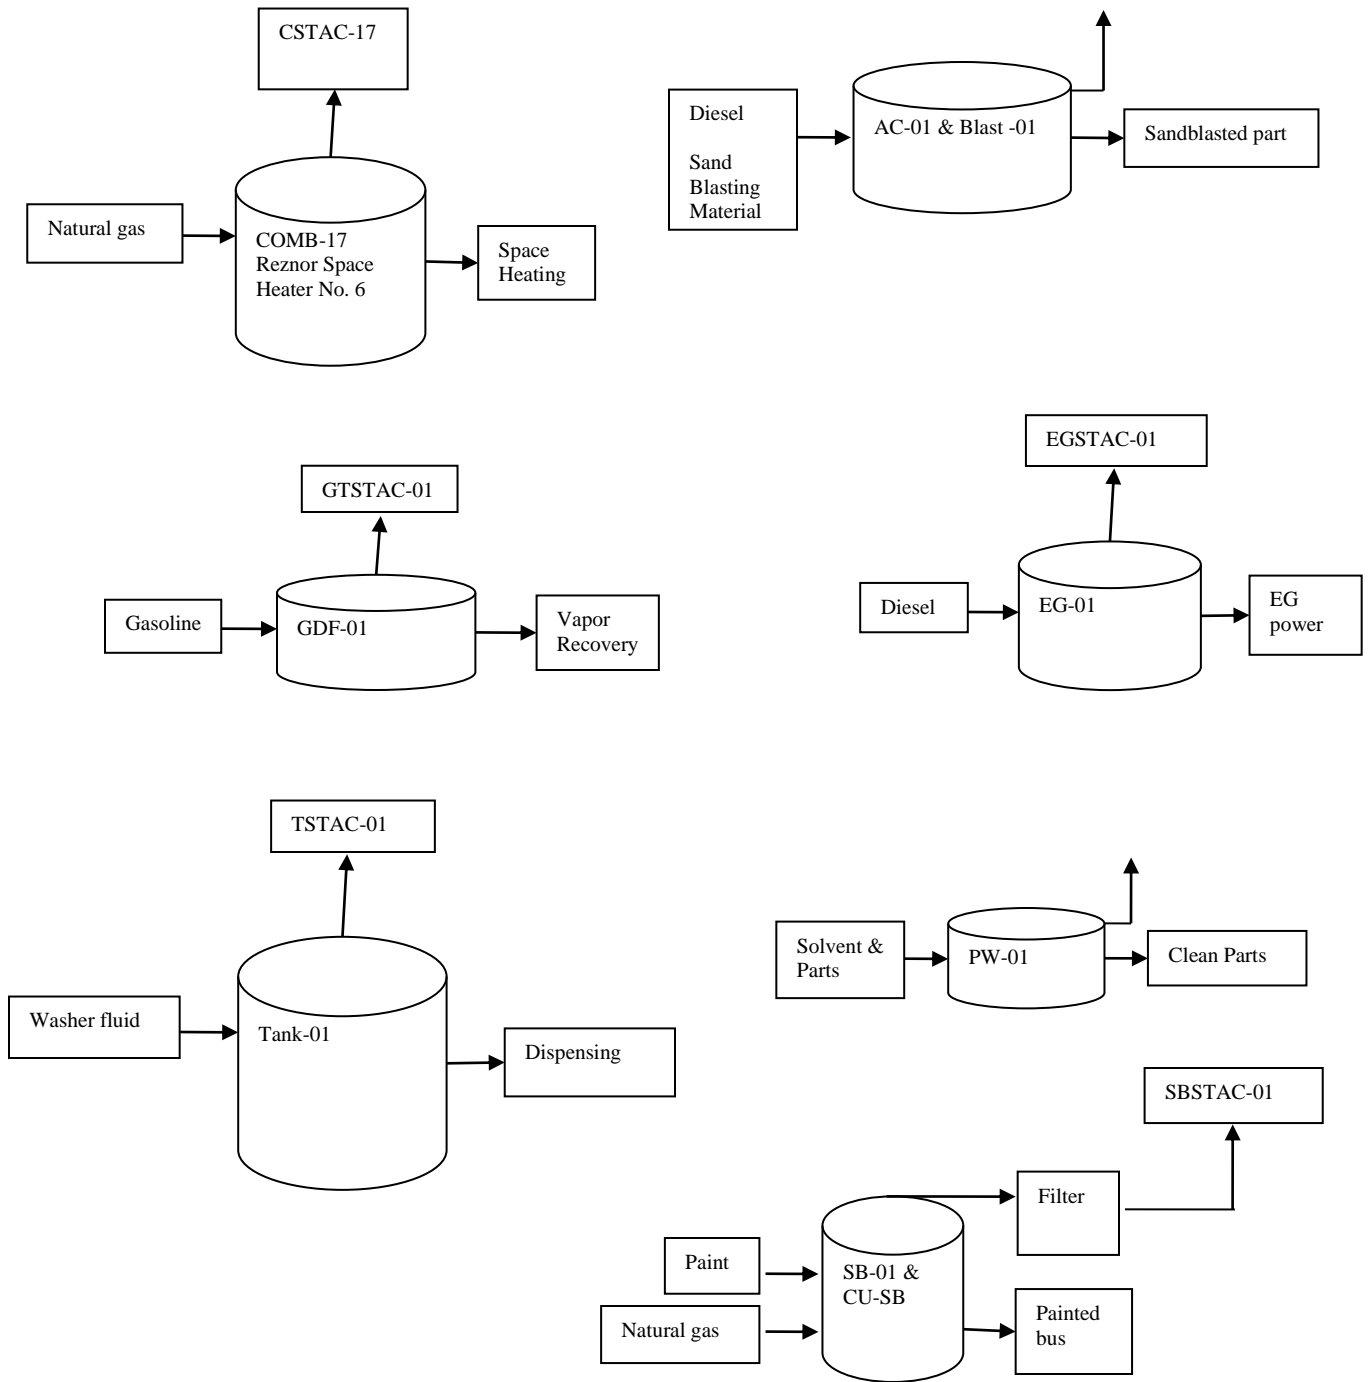 CSTAC-17
Natural gas
COMB-17
Reznor Space
Heater No. 6
Space
Heating
Diesel
Sand
Blasting
Material
AC-01 & Blast -01
Sandblasted part
GTSTAC-01
Gasoline
GDF-01
Vapor
Recovery
EGSTAC-01
Diesel
EG-01
EG
power
TSTAC-01
Washer fluid
Tank-01
Dispensing
Solvent &
Parts
PW-01
Clean Parts
SBSTAC-01
Filter
Paint
Natural gas
SB-01 &
CU-SB
Painted
bus